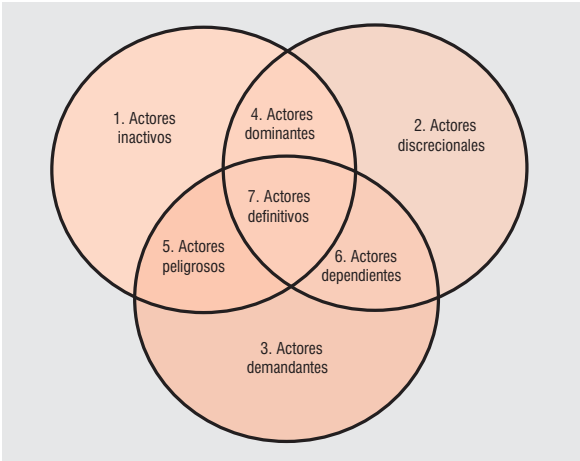 1. Actores
inactivos
4. Actores
dominantes
2. Actores
discrecionales
7. Actores
definitivos
5. Actores
peligrosos
6. Actores
dependientes
3. Actores
demandantes